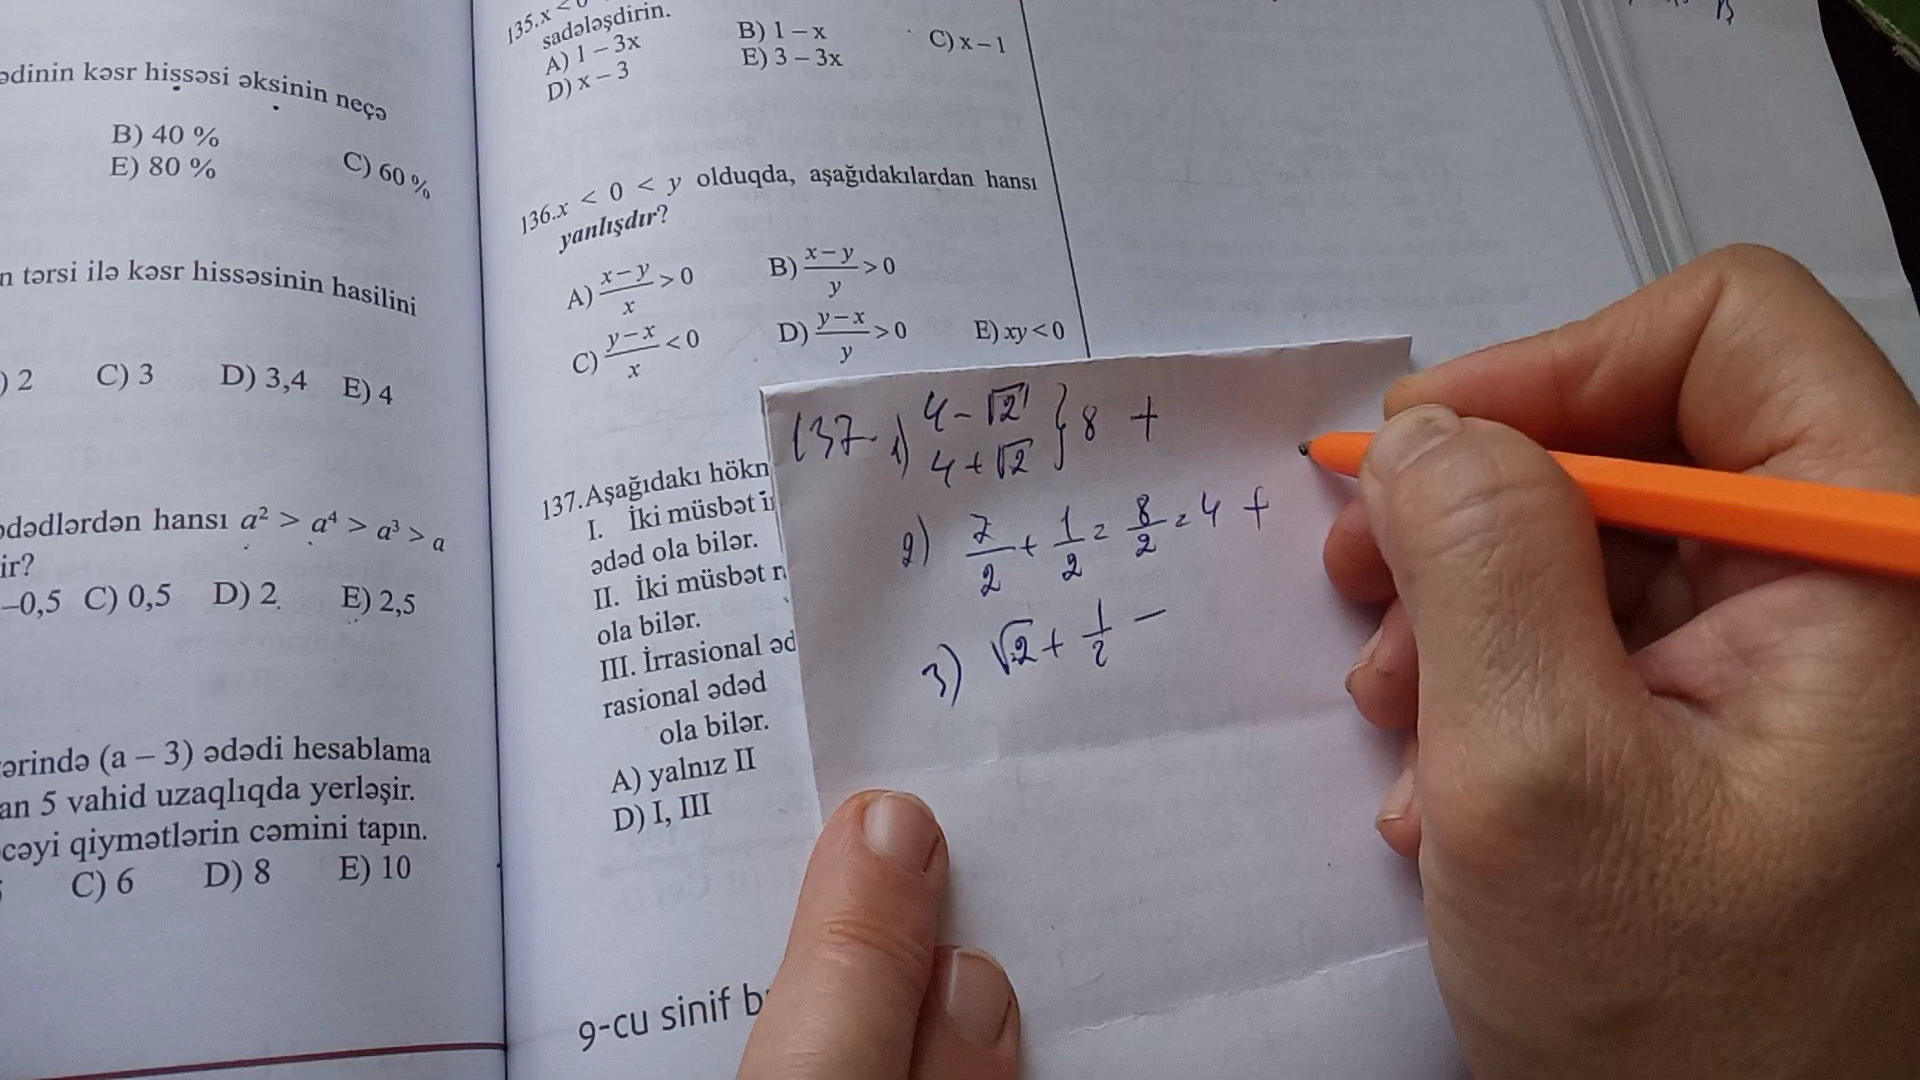 ədinin kəsr hissəsi əksinin neçə
B) 40 %
C) 60 %
E) 80 %
n tərsi ilə kəsr hissəsinin hasilini
) 2 C) 3 D) 3,4 E) 4
ədədlərdən hansı a² > a⁴ > a³ > a
ir?
–0,5 C) 0,5 D) 2 E) 2,5
ərində (a – 3) ədədi hesablama
an 5 vahid uzaqlıqda yerləşir.
cəyi qiymətlərin cəmini tapın.
C) 6 D) 8 E) 10
135. x < 0
sadələşdirin.
A) 1 – 3x B) 1 – x C) x – 1
D) x – 3 E) 3 – 3x
136. x < 0 < y olduqda, aşağıdakılardan hansı
yanlışdır?
A) (x – y)/x > 0 B) (x – y)/y > 0
C) (y – x)/x < 0 D) (y – x)/y > 0 E) xy < 0
137. Aşağıdakı hökn
I. İki müsbət i
ədəd ola bilər.
II. İki müsbət
ola bilər.
III. İrrasional əd
rasional ədəd
ola bilər.
A) yalnız II
D) I, III
9-cu sinif b
137. 1) 4 - √2
4 + √2 } 8 +
2) 7/2 + 1/2 = 8/2 = 4 +
3) √2 + 1/2 –